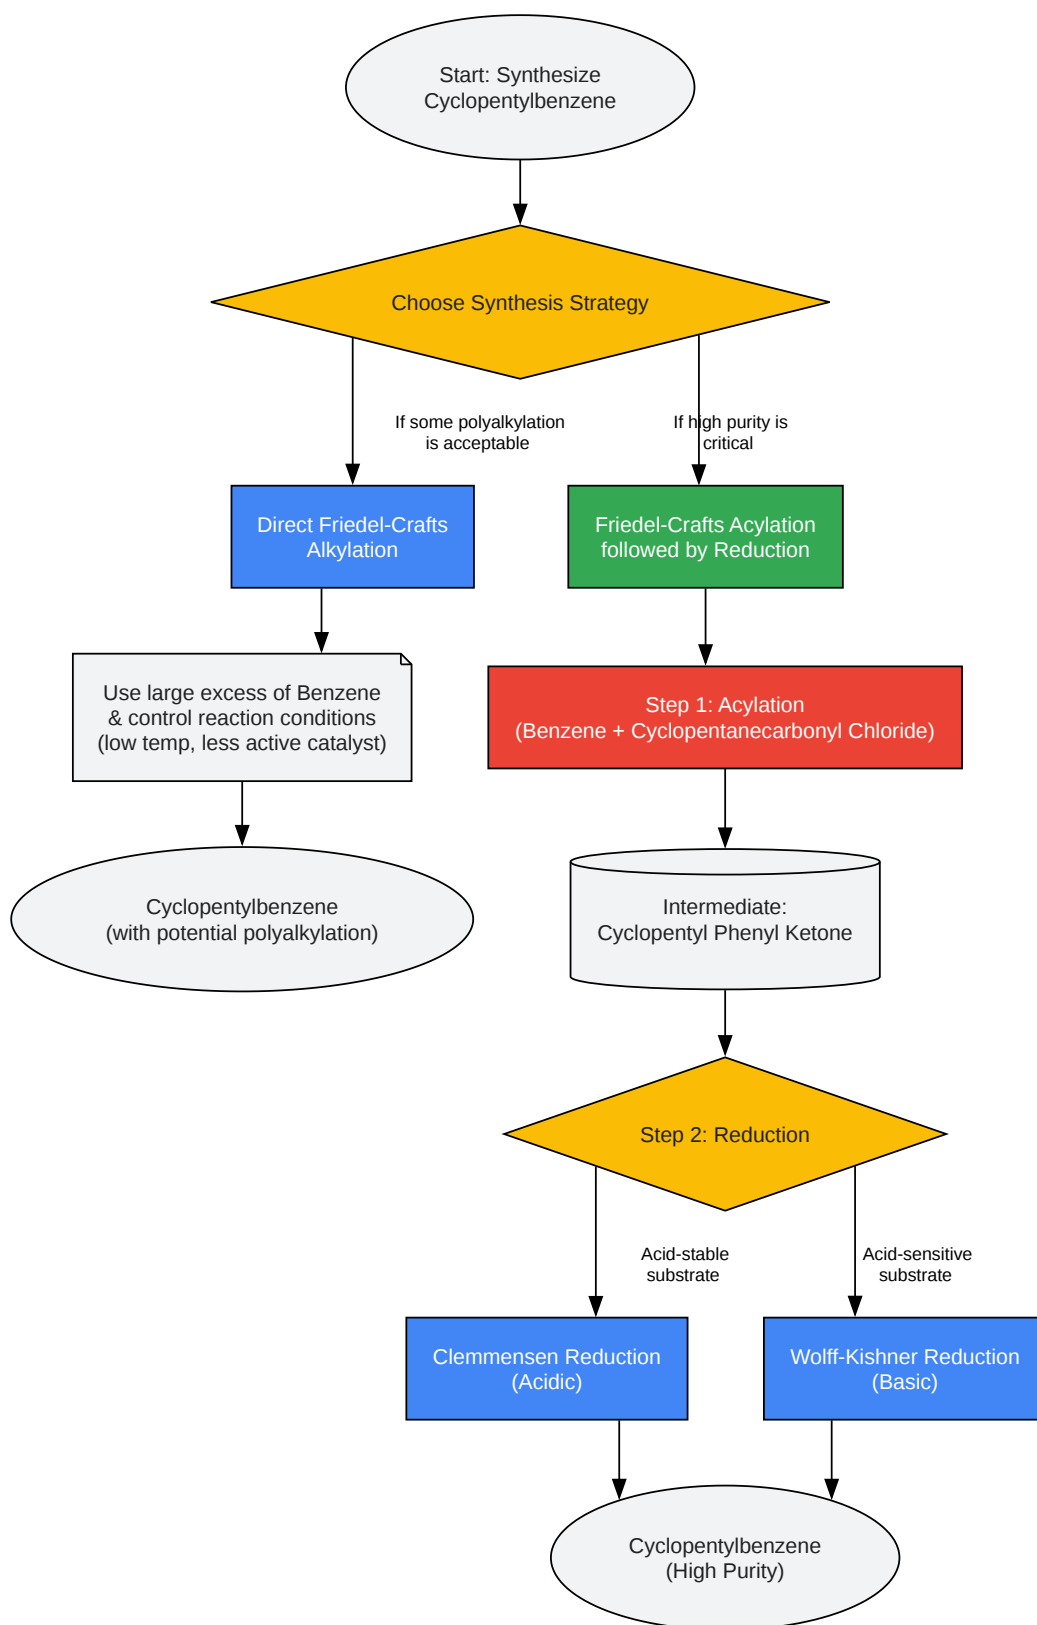 Start: Synthesize
Cyclopentylbenzene
Choose Synthesis Strategy
If some polyalkylation
is acceptable
If high purity is
critical
Direct Friedel-Crafts
Alkylation
Friedel-Crafts Acylation
followed by Reduction
Use large excess of Benzene
& control reaction conditions
(low temp, less active catalyst)
Step 1: Acylation
(Benzene + Cyclopentanecarbonyl Chloride)
Cyclopentylbenzene
(with potential polyalkylation)
Intermediate:
Cyclopentyl Phenyl Ketone
Step 2: Reduction
Acid-stable
substrate
Acid-sensitive
substrate
Clemmensen Reduction
(Acidic)
Wolff-Kishner Reduction
(Basic)
Cyclopentylbenzene
(High Purity)